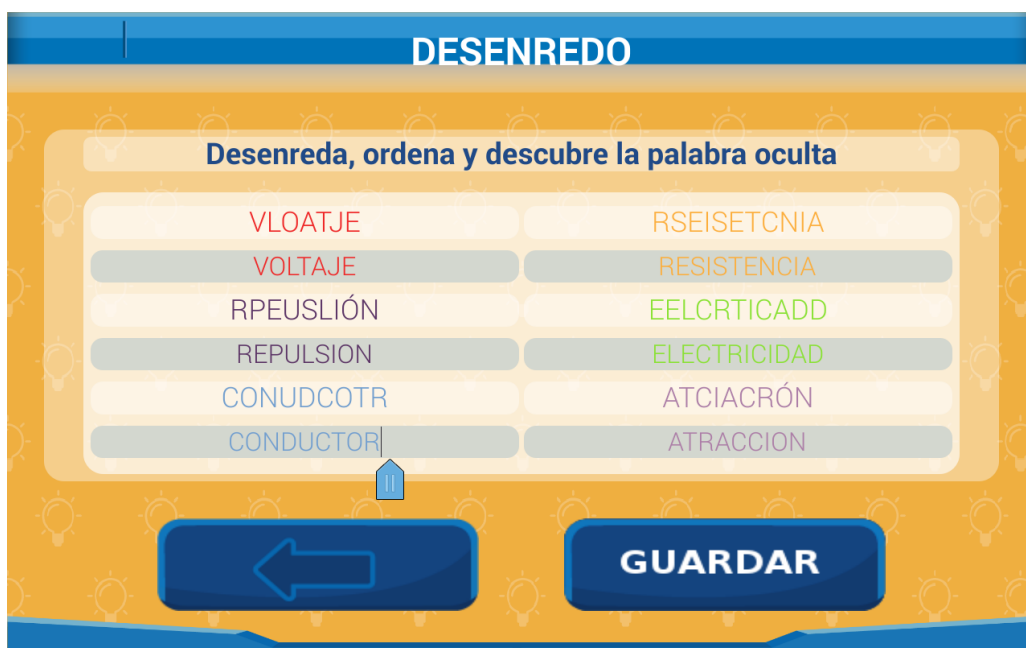 DESENREDO
Desenreda, ordena y descubre la palabra oculta
VLOATJE RSEISETCNIA
VOLTAJE RESISTENCIA
RPEUSLIÓN EELCRTICADD
REPULSION ELECTRICIDAD
CONUDCOTR ATCIACRÓN
CONDUCTOR ATRACCION
GUARDAR